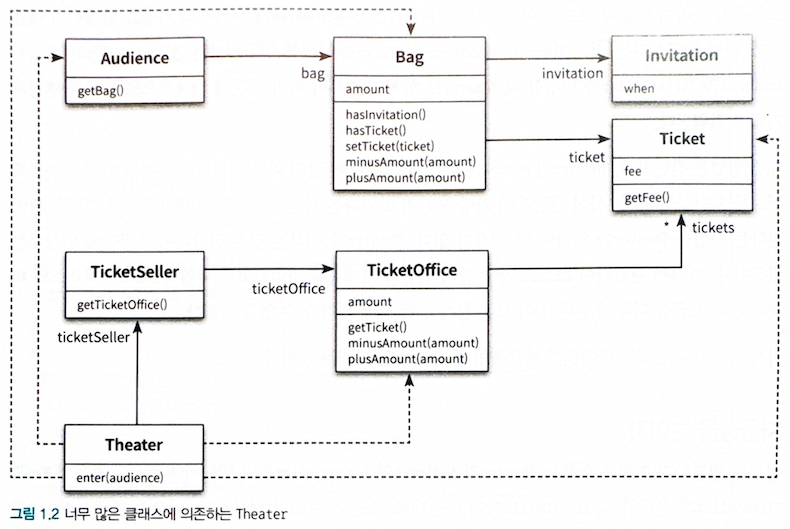 Audience
getBag()
bag
Bag
amount
hasInvitation()
hasTicket()
setTicket(ticket)
minusAmount(amount)
plusAmount(amount)
invitation
Invitation
when
ticket
Ticket
fee
getFee()
* tickets
TicketSeller
getTicketOffice()
ticketOffice
TicketOffice
amount
getTicket()
minusAmount(amount)
plusAmount(amount)
ticketSeller
Theater
enter(audience)
그림 1.2 너무 많은 클래스에 의존하는 Theater